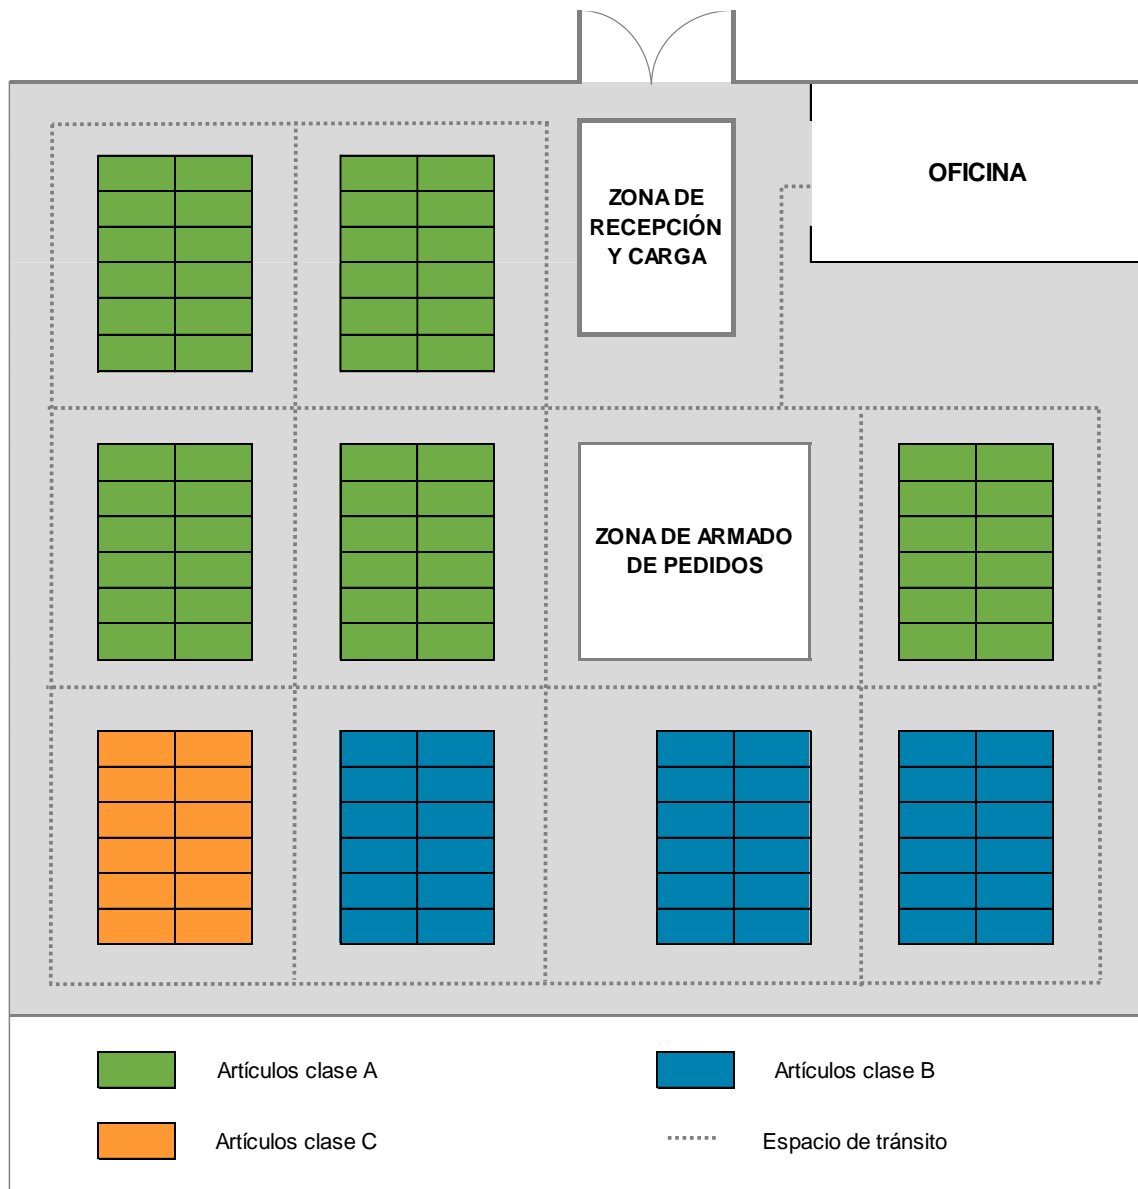 OFICINA
ZONA DE
RECEPCIÓN
Y CARGA
ZONA DE ARMADO
DE PEDIDOS
Artículos clase A
Artículos clase B
Artículos clase C
Espacio de tránsito